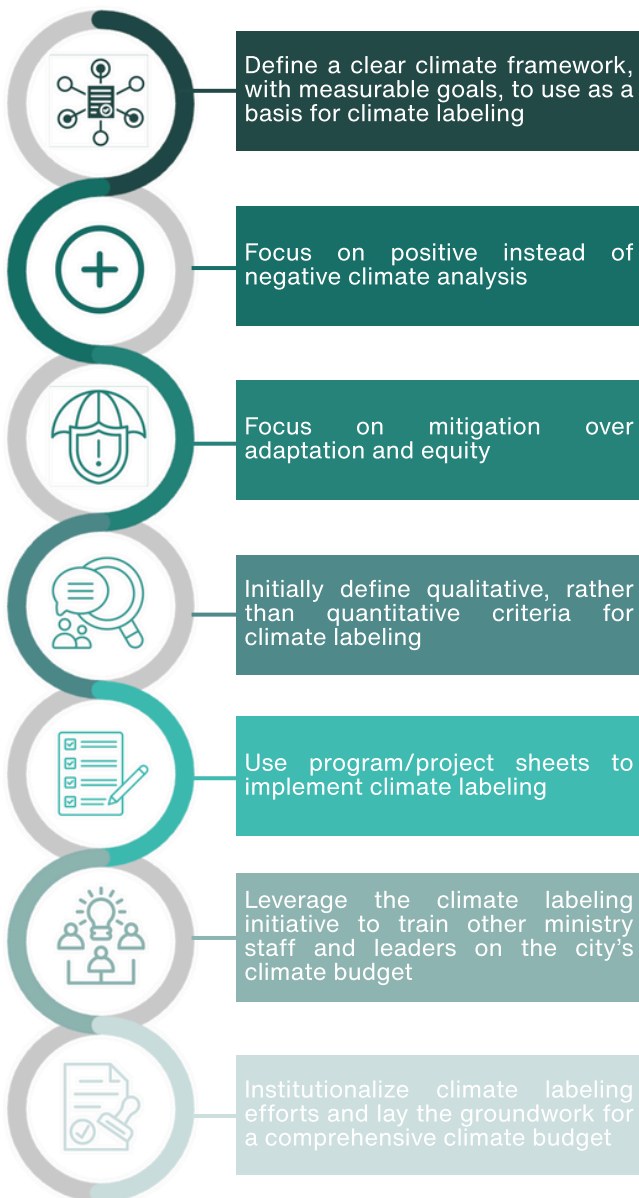 Define a clear climate framework,
with measurable goals, to use as a
basis for climate labeling
Focus on positive instead of
negative climate analysis
Focus on mitigation over
adaptation and equity
Initially define qualitative, rather
than quantitative criteria for
climate labeling
Use program/project sheets to
implement climate labeling
Leverage the climate labeling
initiative to train other ministry
staff and leaders on the city’s
climate budget
Institutionalize climate labeling
efforts and lay the groundwork for
a comprehensive climate budget